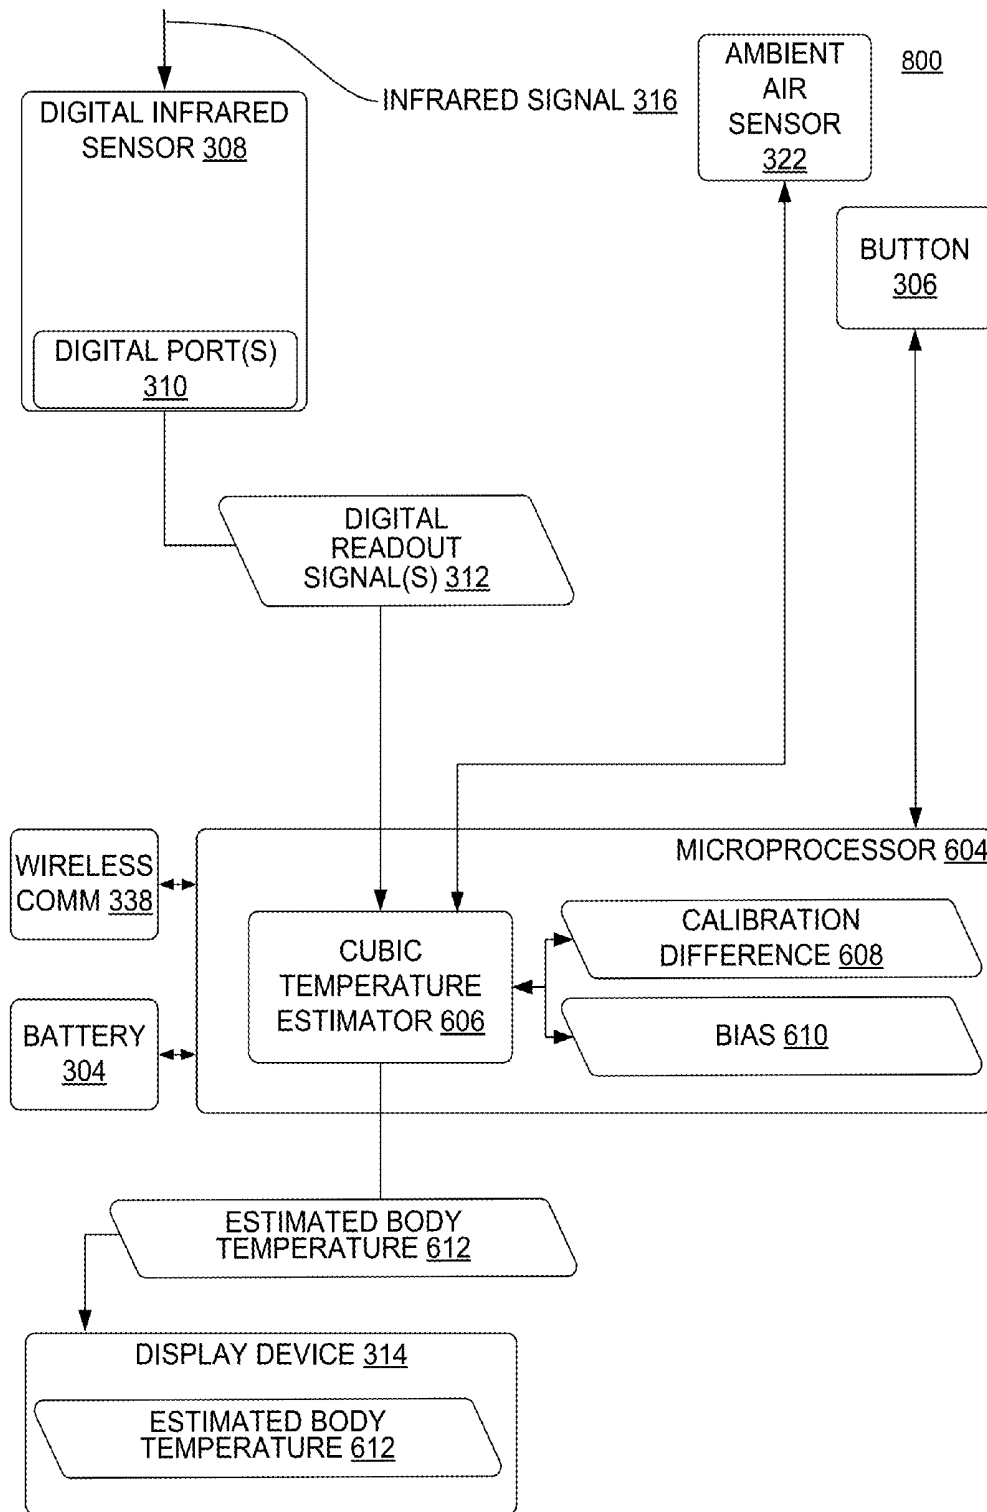 AMBIENT
AIR
SENSOR
322
800
DIGITAL INFRARED
SENSOR 308
INFRARED SIGNAL 316
BUTTON
306
DIGITAL PORT(S)
310
DIGITAL
READOUT
SIGNAL(S) 312
MICROPROCESSOR 604
WIRELESS
COMM 338
CALIBRATION
DIFFERENCE 608
CUBIC
TEMPERATURE
ESTIMATOR 606
BATTERY
304
BIAS 610
ESTIMATED BODY
TEMPERATURE 612
DISPLAY DEVICE 314
ESTIMATED BODY
TEMPERATURE 612